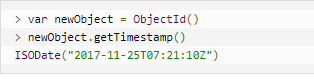 > var newObject = ObjectId()
> newObject.getTimestamp()
ISODate("2017-11-25T07:21:10Z")